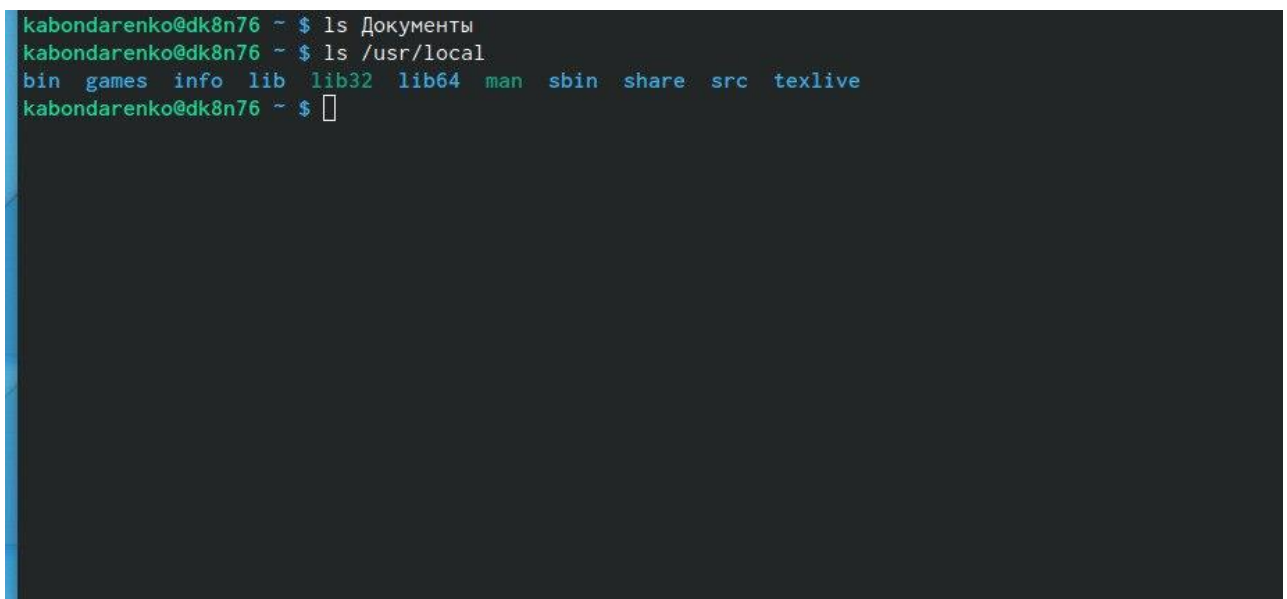 kabondarenko@dk8n76 ~ $ ls Документы
kabondarenko@dk8n76 ~ $ ls /usr/local
bin games info lib lib32 lib64 man sbin share src texlive
kabondarenko@dk8n76 ~ $